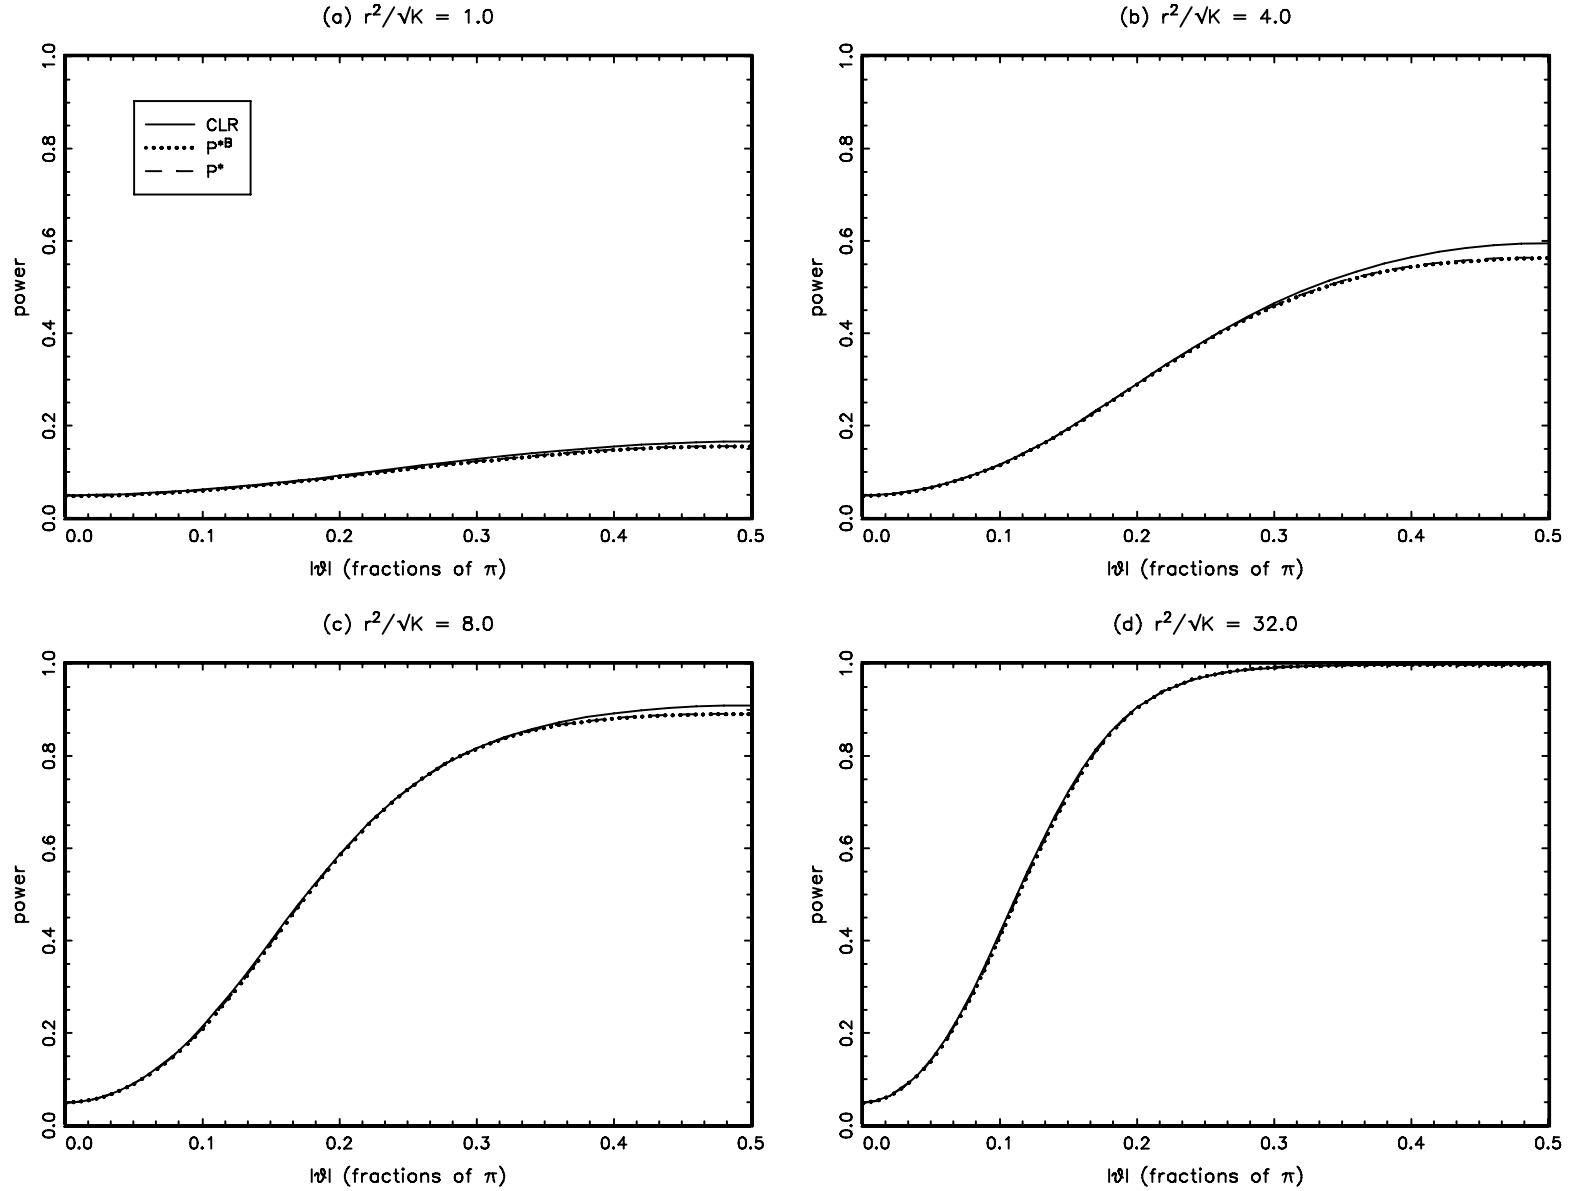 (a) r²/√K = 1.0
1.0
0.8
0.6
0.4
0.2
0.0
power
CLR
P*B
P*
0.0 0.1 0.2 0.3 0.4 0.5
|ϑ| (fractions of π)
(b) r²/√K = 4.0
1.0
0.8
0.6
0.4
0.2
0.0
power
0.0 0.1 0.2 0.3 0.4 0.5
|ϑ| (fractions of π)
(c) r²/√K = 8.0
1.0
0.8
0.6
0.4
0.2
0.0
power
0.0 0.1 0.2 0.3 0.4 0.5
|ϑ| (fractions of π)
(d) r²/√K = 32.0
1.0
0.8
0.6
0.4
0.2
0.0
power
0.0 0.1 0.2 0.3 0.4 0.5
|ϑ| (fractions of π)